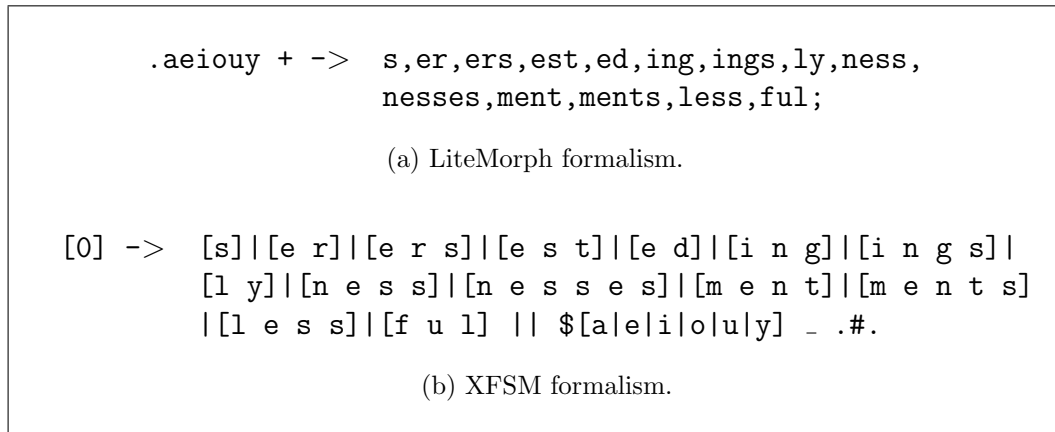 .aeiouy + -> s,er,ers,est,ed,ing,ings,ly,ness,
nesses,ment,ments,less,ful;
(a) LiteMorph formalism.
[0] -> [s]|[e r]|[e r s]|[e s t]|[e d]|[i n g]|[i n g s]|
[l y]|[n e s s]|[n e s s e s]|[m e n t]|[m e n t s]
|[l e s s]|[f u l] || $[a|e|i|o|u|y] _ .#.
(b) XFSM formalism.